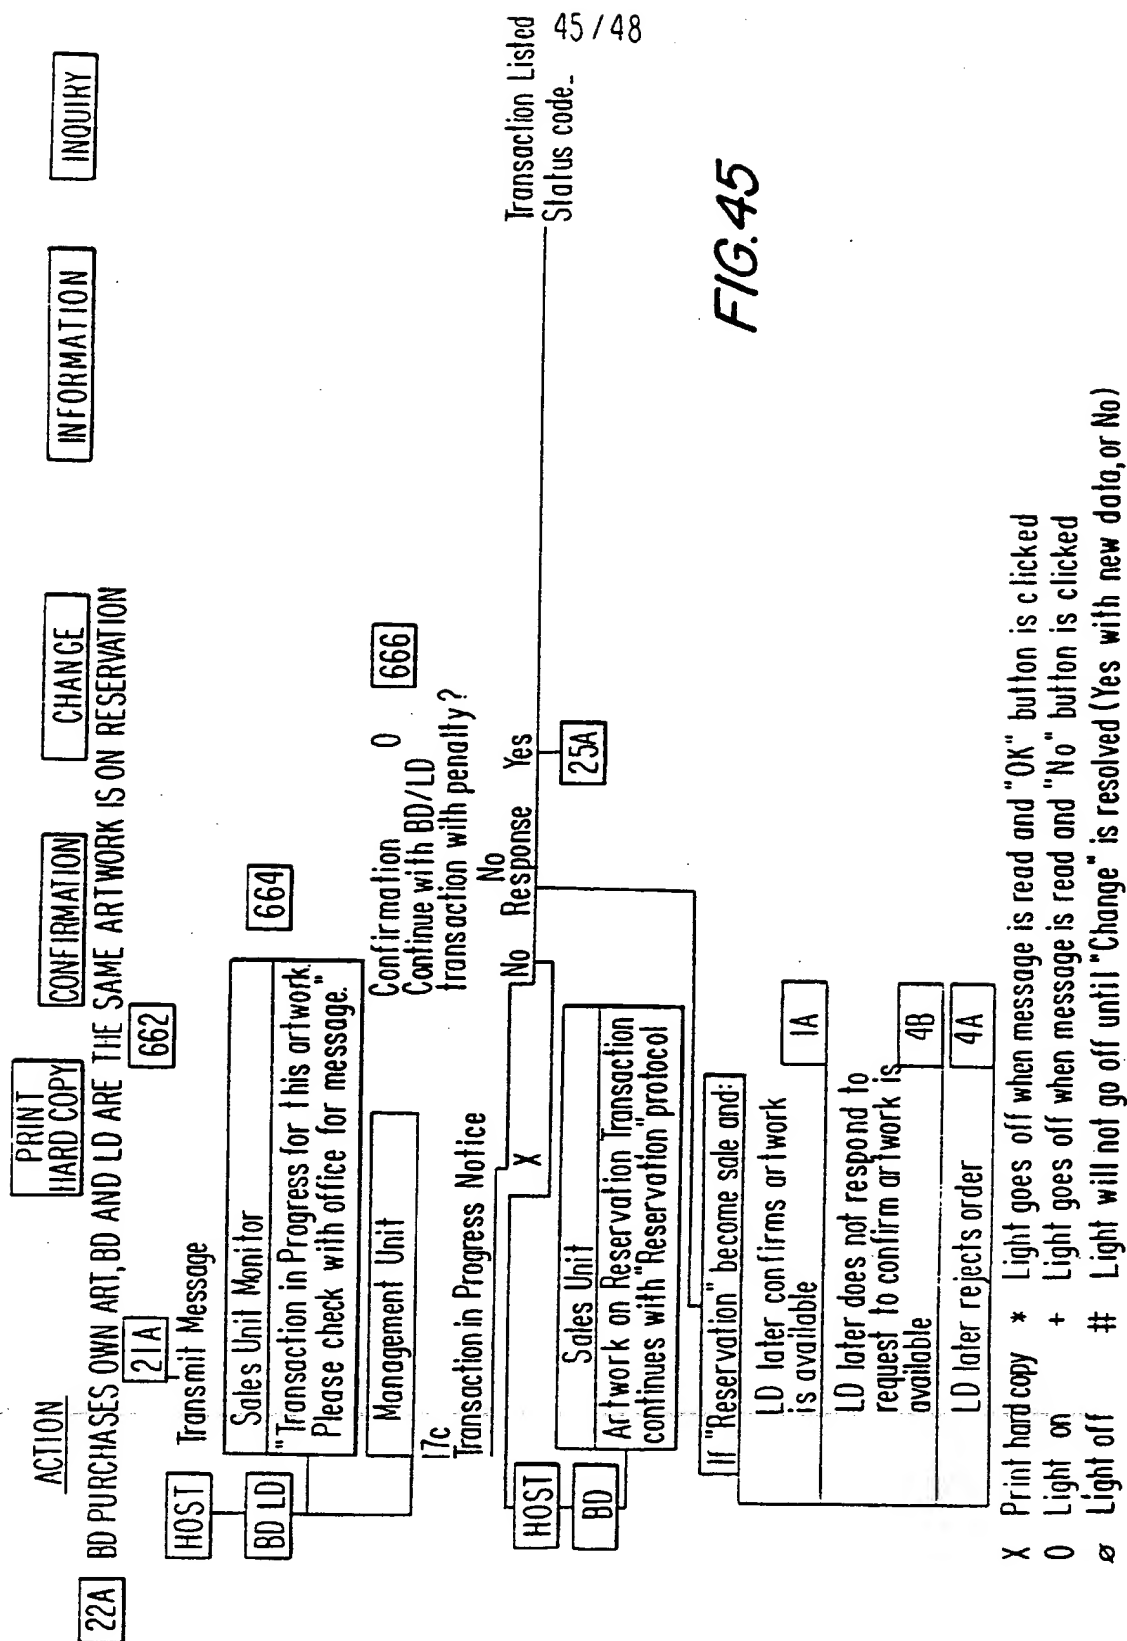 45/48
ACTION
PRINT
HARD COPY
CONFIRMATION
CHANGE
INFORMATION
INQUIRY
22A
BD PURCHASES OWN ART, BD AND LD ARE THE SAME ARTWORK IS ON RESERVATION
21A
662
Transmit Message
HOST
BD LD
Sales Unit Monitor
664
"Transaction in Progress for this artwork.
Please check with office for message."
Management Unit
17c
Transaction in Progress Notice
Confirmation O
666
Continue with BD/LD
transaction with penalty?
No
No
Response
Yes
Transaction Listed
Status code_
25A
X
HOST
BD
Sales Unit
Artwork on Reservation Transaction
continues with "Reservation" protocol
If "Reservation" become sale and:
LD later confirms artwork
is available
1A
LD later does not respond to
request to confirm artwork is
available
4B
LD later rejects order
4A
X Print hard copy * Light goes off when message is read and "OK" button is clicked
O Light on + Light goes off when message is read and "No" button is clicked
ø Light off # Light will not go off until "Change" is resolved (Yes with new data, or No)
FIG.45